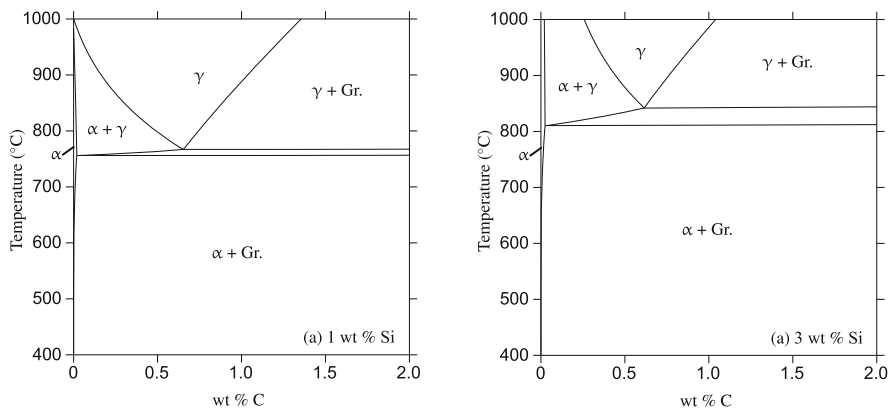 1000
900
800
700
600
500
400
Temperature (°C)
γ
γ + Gr.
α + γ
α
α + Gr.
(a) 1 wt % Si
0 0.5 1.0 1.5 2.0
wt % C
1000
900
800
700
600
500
400
Temperature (°C)
γ
γ + Gr.
α + γ
α
α + Gr.
(a) 3 wt % Si
0 0.5 1.0 1.5 2.0
wt % C